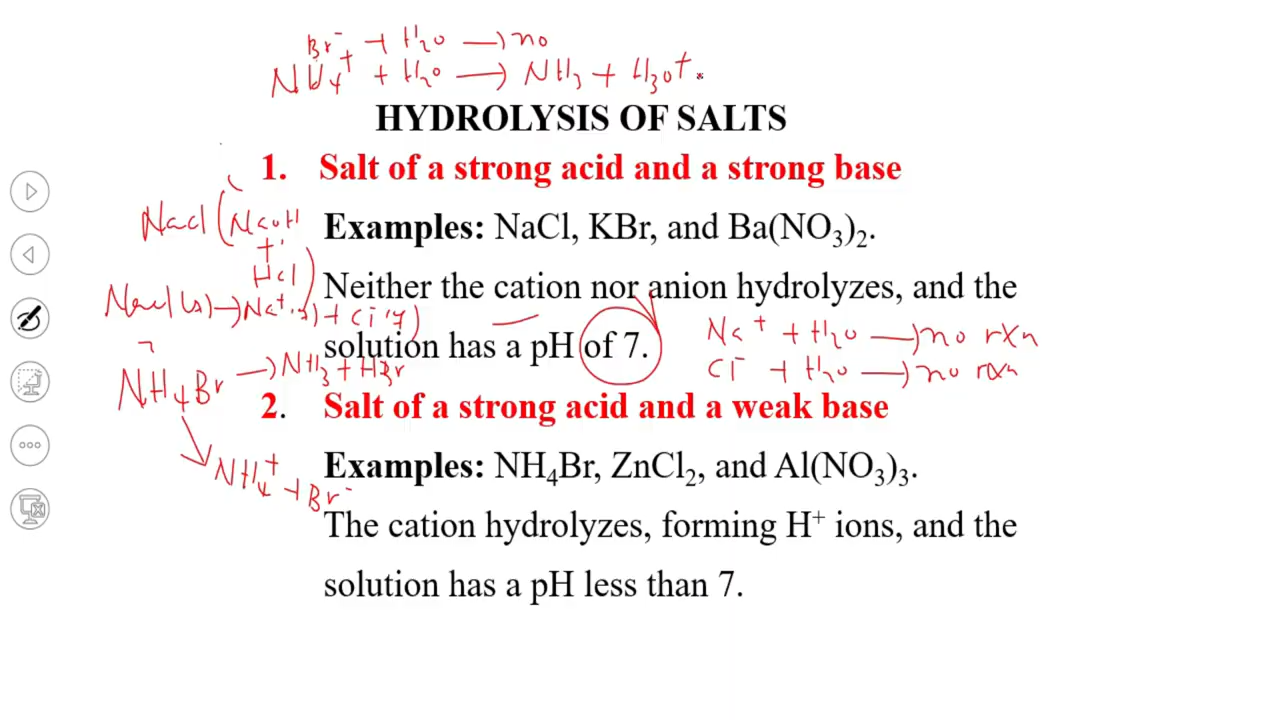 Br⁻ + H₂O → no
NH₄⁺ + H₂O → NH₃ + H₃O⁺
HYDROLYSIS OF SALTS
1. Salt of a strong acid and a strong base
NaCl (NaOH
+
HCl)
Examples: NaCl, KBr, and Ba(NO₃)₂.
Neither the cation nor anion hydrolyzes, and the
NaCl(s) → Na⁺ + Cl⁻
solution has a pH of 7.
Na⁺ + H₂O → no rxn
Cl⁻ + H₂O → no rxn
NH₄Br → NH₃ + HBr
2. Salt of a strong acid and a weak base
NH₄⁺ + Br⁻
Examples: NH₄Br, ZnCl₂, and Al(NO₃)₃.
The cation hydrolyzes, forming H⁺ ions, and the
solution has a pH less than 7.